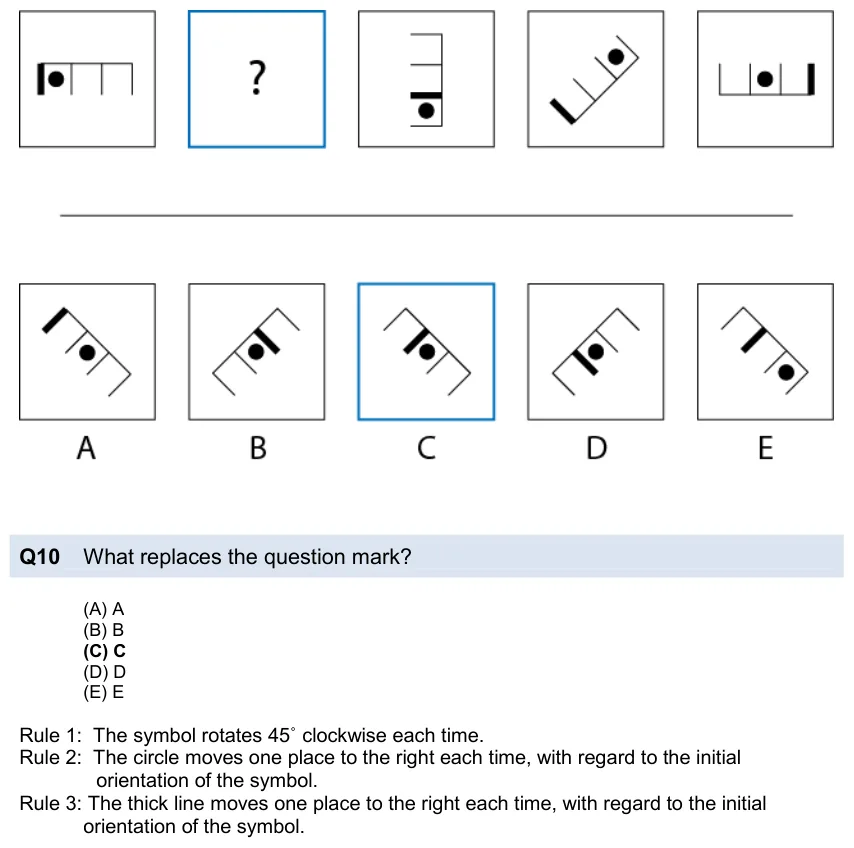 ?
A B C D E
Q10 What replaces the question mark?
(A) A
(B) B
(C) C
(D) D
(E) E
Rule 1: The symbol rotates 45˚ clockwise each time.
Rule 2: The circle moves one place to the right each time, with regard to the initial
orientation of the symbol.
Rule 3: The thick line moves one place to the right each time, with regard to the initial
orientation of the symbol.